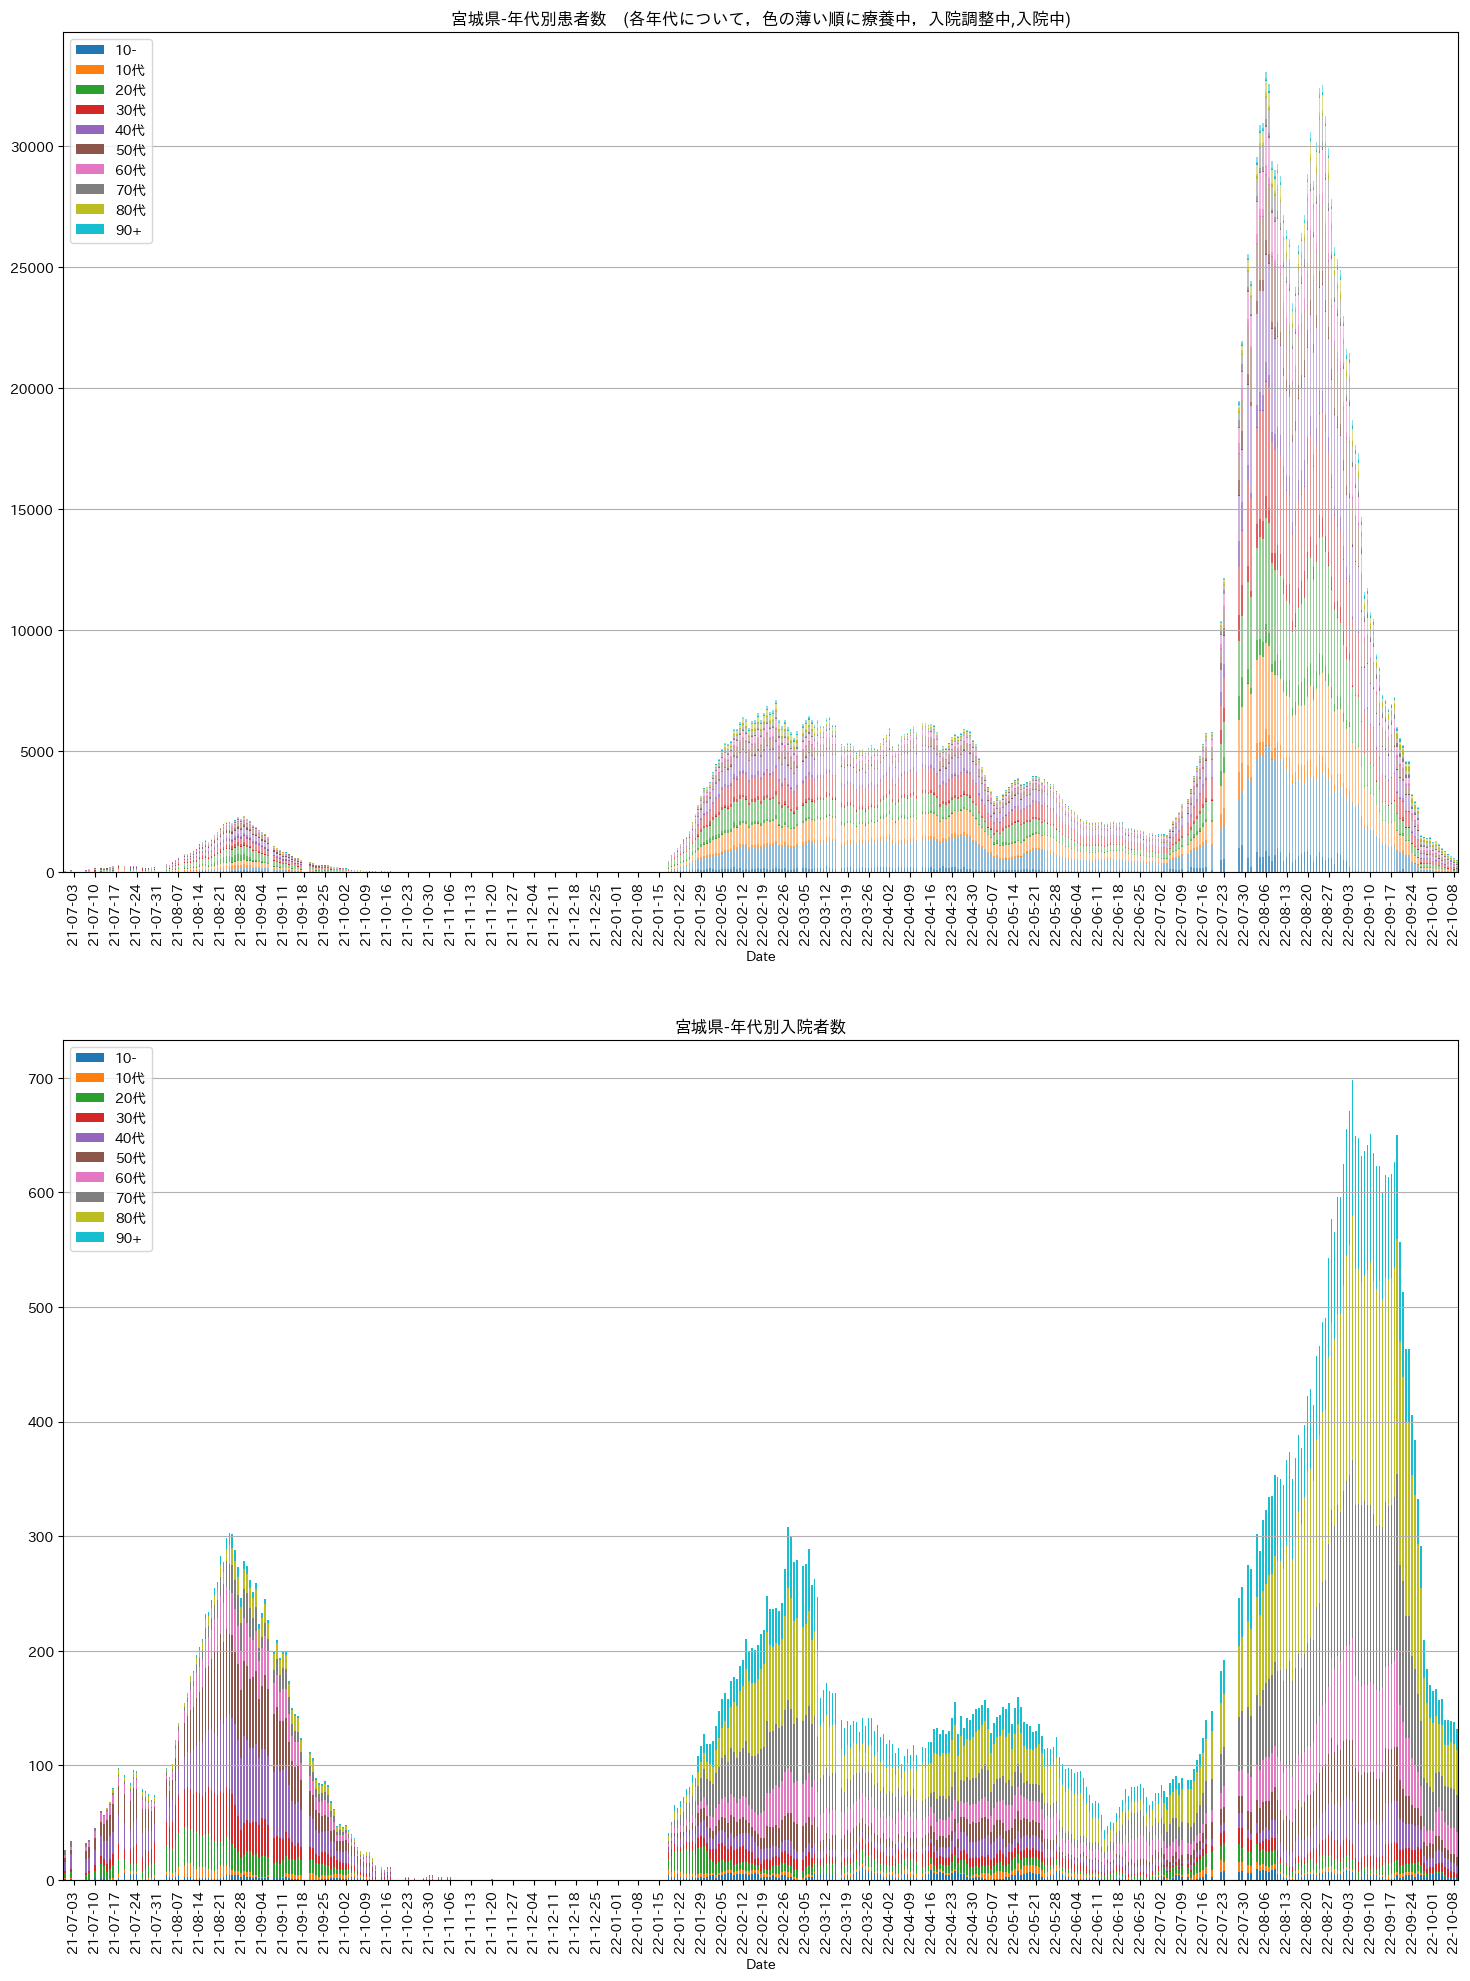 宮城県-年代別患者数　(各年代について，色の薄い順に療養中，入院調整中,入院中)
10-
10代
20代
30代
40代
50代
60代
70代
80代
90+
30000
25000
20000
15000
10000
5000
0
21-07-03 21-07-10 21-07-17 21-07-24 21-07-31 21-08-07 21-08-14 21-08-21 21-08-28 21-09-04 21-09-11 21-09-18 21-09-25 21-10-02 21-10-09 21-10-16 21-10-23 21-10-30 21-11-06 21-11-13 21-11-20 21-11-27 21-12-04 21-12-11 21-12-18 21-12-25 22-01-01 22-01-08 22-01-15 22-01-22 22-01-29 22-02-05 22-02-12 22-02-19 22-02-26 22-03-05 22-03-12 22-03-19 22-03-26 22-04-02 22-04-09 22-04-16 22-04-23 22-04-30 22-05-07 22-05-14 22-05-21 22-05-28 22-06-04 22-06-11 22-06-18 22-06-25 22-07-02 22-07-09 22-07-16 22-07-23 22-07-30 22-08-06 22-08-13 22-08-20 22-08-27 22-09-03 22-09-10 22-09-17 22-09-24 22-10-01 22-10-08
Date
宮城県-年代別入院者数
10-
10代
20代
30代
40代
50代
60代
70代
80代
90+
700
600
500
400
300
200
100
0
21-07-03 21-07-10 21-07-17 21-07-24 21-07-31 21-08-07 21-08-14 21-08-21 21-08-28 21-09-04 21-09-11 21-09-18 21-09-25 21-10-02 21-10-09 21-10-16 21-10-23 21-10-30 21-11-06 21-11-13 21-11-20 21-11-27 21-12-04 21-12-11 21-12-18 21-12-25 22-01-01 22-01-08 22-01-15 22-01-22 22-01-29 22-02-05 22-02-12 22-02-19 22-02-26 22-03-05 22-03-12 22-03-19 22-03-26 22-04-02 22-04-09 22-04-16 22-04-23 22-04-30 22-05-07 22-05-14 22-05-21 22-05-28 22-06-04 22-06-11 22-06-18 22-06-25 22-07-02 22-07-09 22-07-16 22-07-23 22-07-30 22-08-06 22-08-13 22-08-20 22-08-27 22-09-03 22-09-10 22-09-17 22-09-24 22-10-01 22-10-08
Date